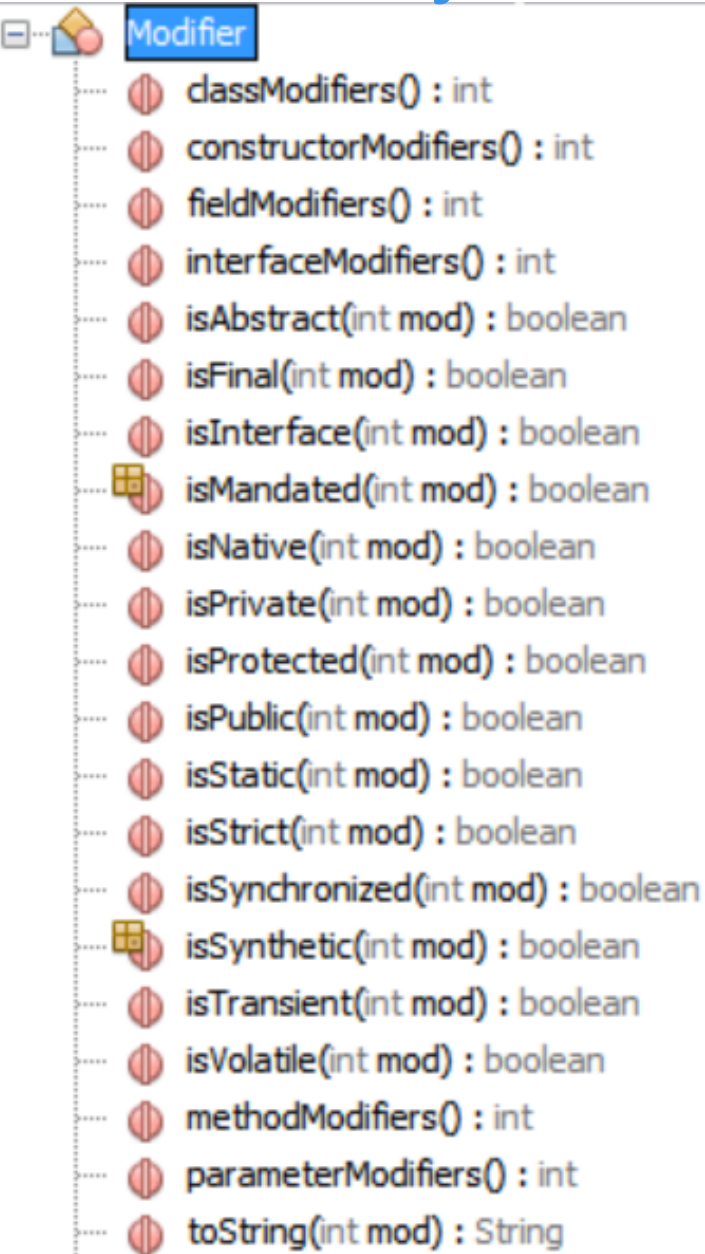 Modifier
classModifiers() : int
constructorModifiers() : int
fieldModifiers() : int
interfaceModifiers() : int
isAbstract(int mod) : boolean
isFinal(int mod) : boolean
isInterface(int mod) : boolean
isMandated(int mod) : boolean
isNative(int mod) : boolean
isPrivate(int mod) : boolean
isProtected(int mod) : boolean
isPublic(int mod) : boolean
isStatic(int mod) : boolean
isStrict(int mod) : boolean
isSynchronized(int mod) : boolean
isSynthetic(int mod) : boolean
isTransient(int mod) : boolean
isVolatile(int mod) : boolean
methodModifiers() : int
parameterModifiers() : int
toString(int mod) : String